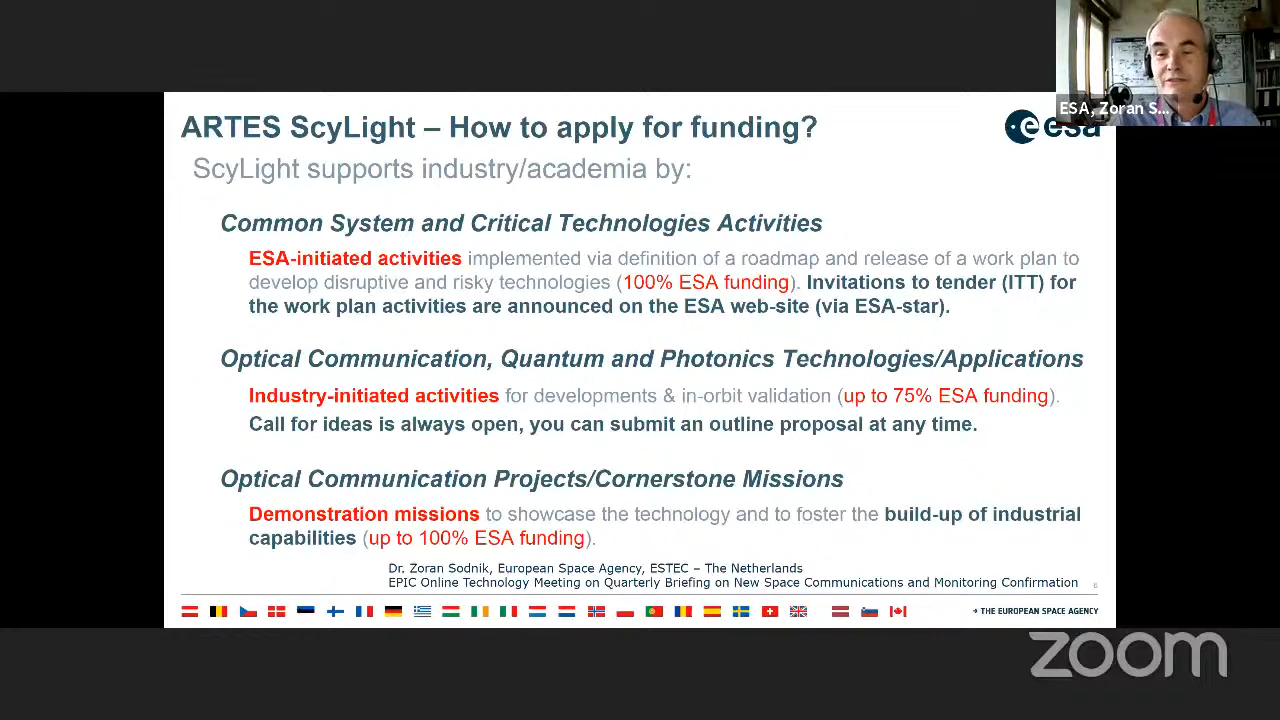 ESA, Zoran S...
ARTES ScyLight – How to apply for funding?
esa
ScyLight supports industry/academia by:
Common System and Critical Technologies Activities
ESA-initiated activities implemented via definition of a roadmap and release of a work plan to
develop disruptive and risky technologies (100% ESA funding). Invitations to tender (ITT) for
the work plan activities are announced on the ESA web-site (via ESA-star).
Optical Communication, Quantum and Photonics Technologies/Applications
Industry-initiated activities for developments & in-orbit validation (up to 75% ESA funding).
Call for ideas is always open, you can submit an outline proposal at any time.
Optical Communication Projects/Cornerstone Missions
Demonstration missions to showcase the technology and to foster the build-up of industrial
capabilities (up to 100% ESA funding).
Dr. Zoran Sodnik, European Space Agency, ESTEC – The Netherlands
EPIC Online Technology Meeting on Quarterly Briefing on New Space Communications and Monitoring Confirmation
6
→ THE EUROPEAN SPACE AGENCY
zoom